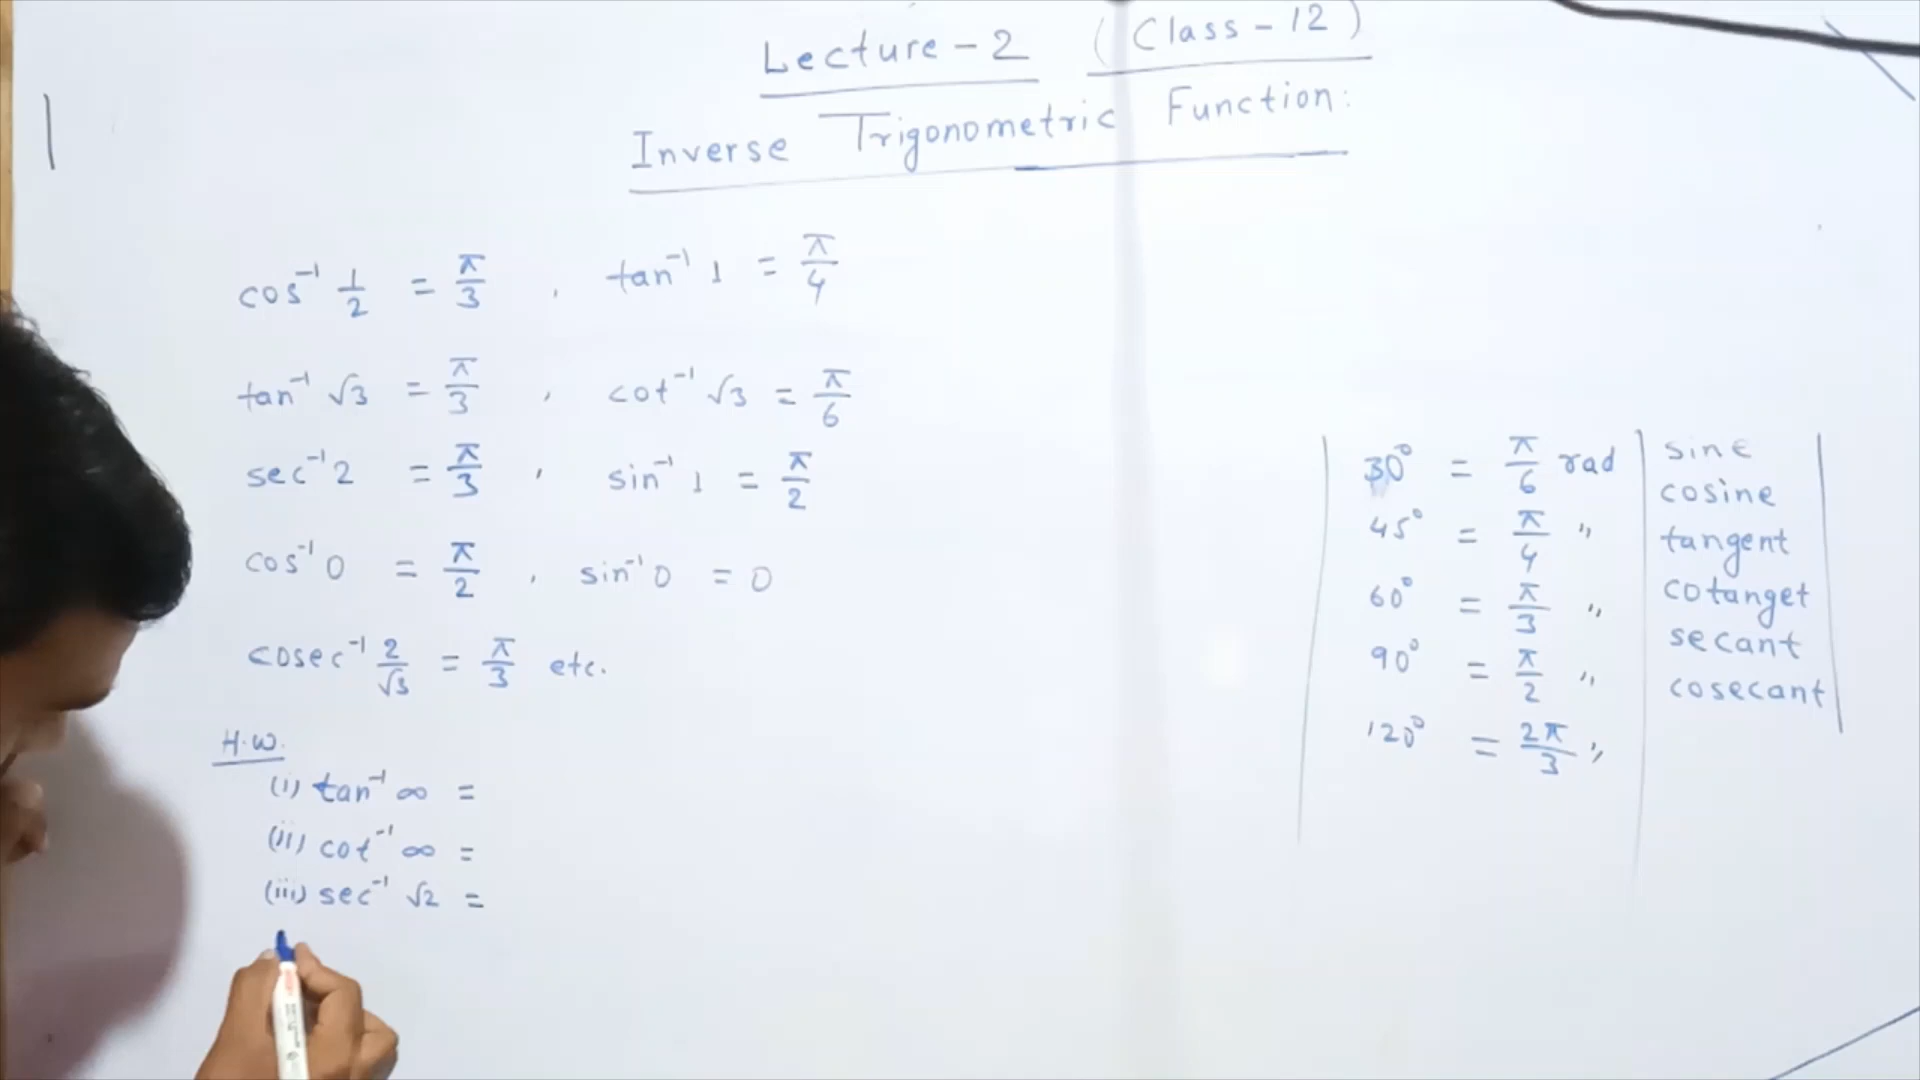 Lecture - 2 (Class - 12)
Inverse Trigonometric Function:
cos⁻¹ 1/2 = π/3 , tan⁻¹ 1 = π/4
tan⁻¹ √3 = π/3 , cot⁻¹ √3 = π/6
sec⁻¹ 2 = π/3 , sin⁻¹ 1 = π/2
cos⁻¹ 0 = π/2 , sin⁻¹ 0 = 0
cosec⁻¹ 2/√3 = π/3 etc.
H.W.
(i) tan⁻¹ ∞ =
(ii) cot⁻¹ ∞ =
(iii) sec⁻¹ √2 =
30° = π/6 rad
45° = π/4 "
60° = π/3 "
90° = π/2 "
120° = 2π/3 "
sine
cosine
tangent
cotanget
secant
cosecant